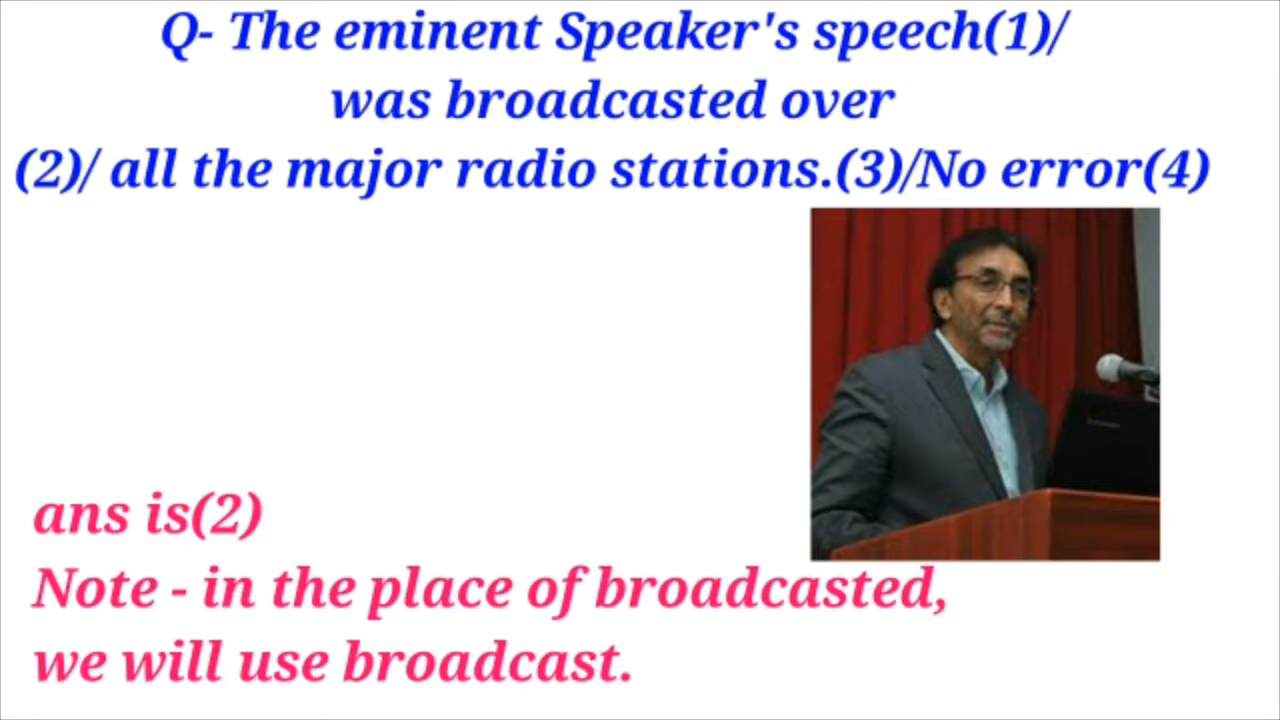 Q- The eminent Speaker's speech(1)/
was broadcasted over
(2)/ all the major radio stations.(3)/No error(4)
ans is(2)
Note - in the place of broadcasted,
we will use broadcast.